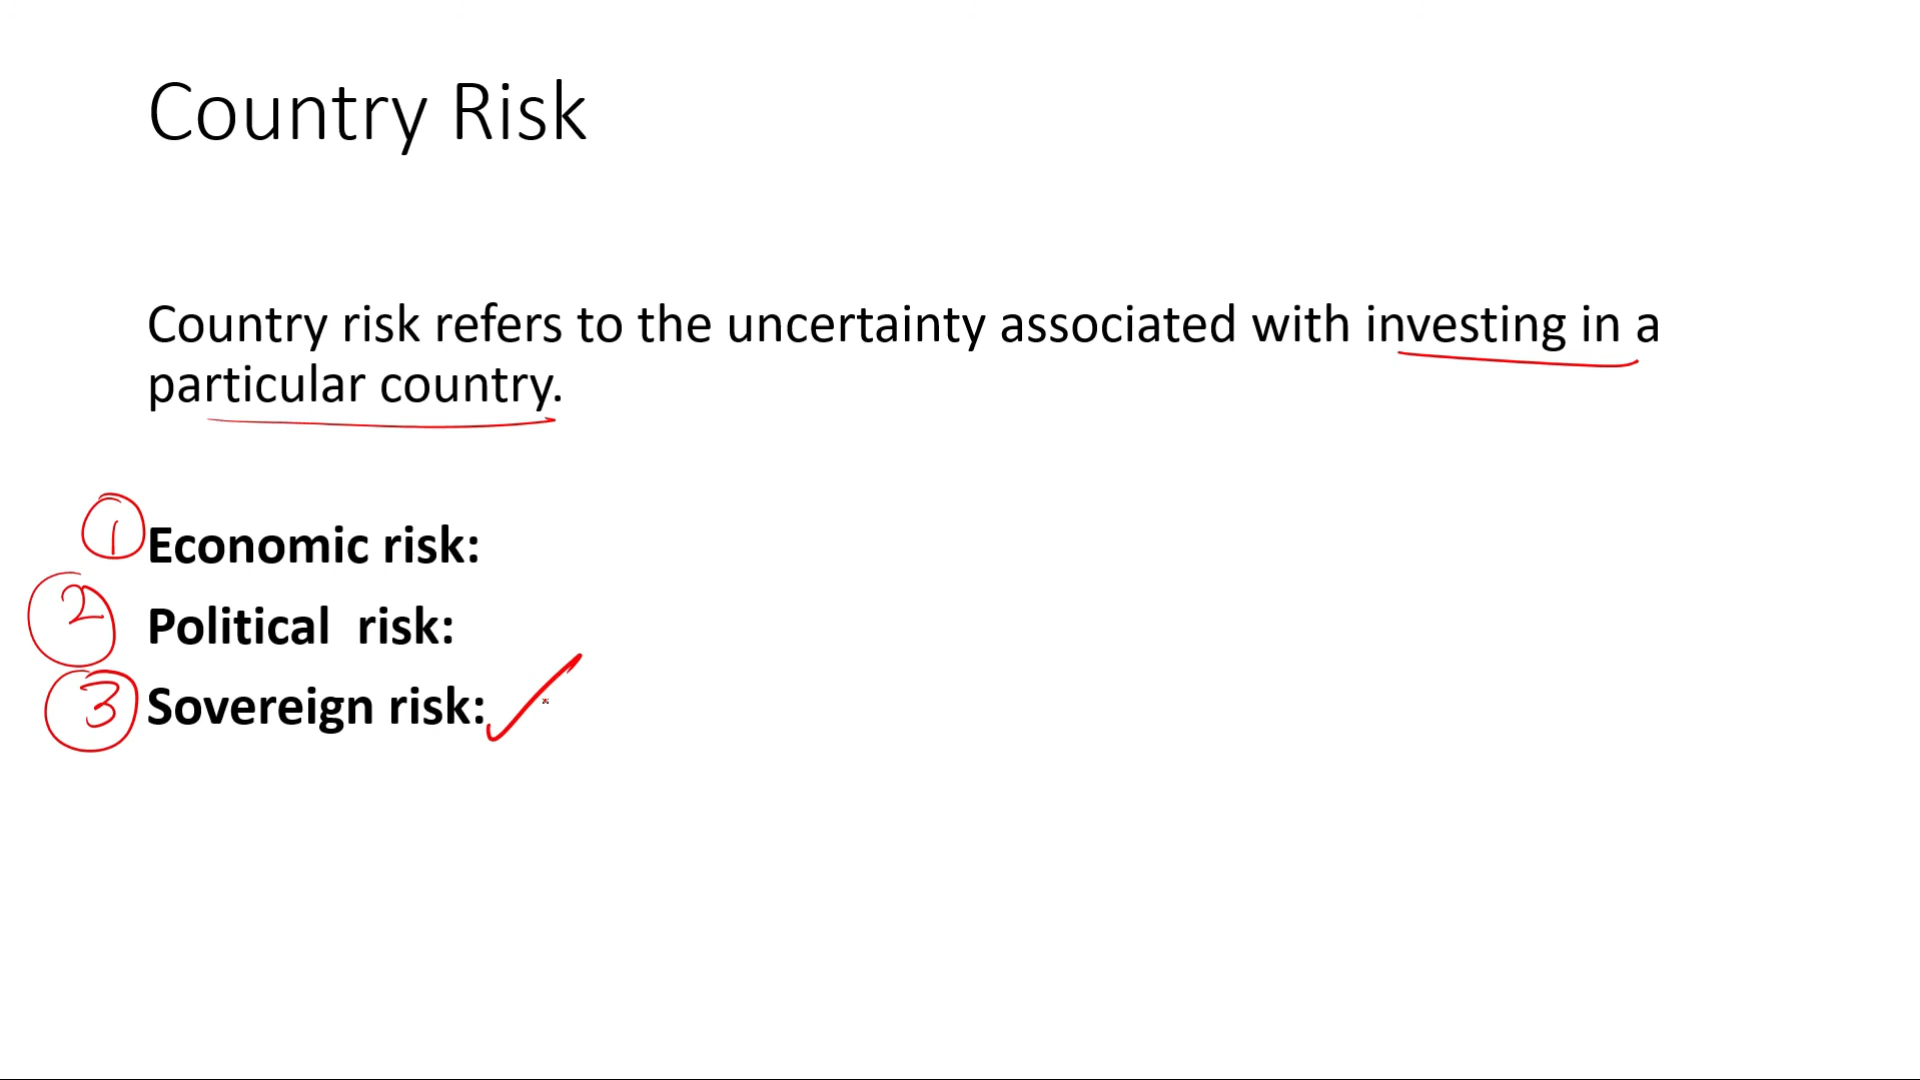 Country Risk
Country risk refers to the uncertainty associated with investing in a
particular country.
1 Economic risk:
2 Political risk:
3 Sovereign risk: